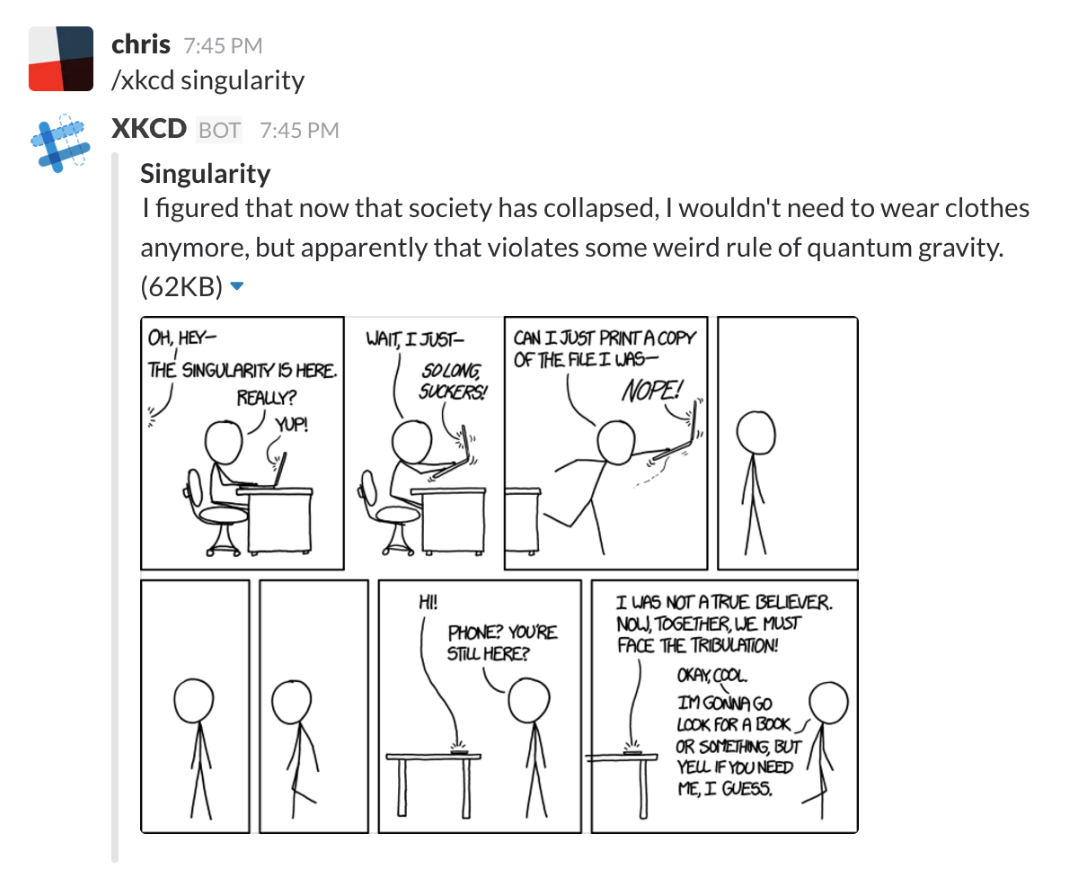 chris 7:45 PM
/xkcd singularity
XKCD BOT 7:45 PM
Singularity
I figured that now that society has collapsed, I wouldn't need to wear clothes
anymore, but apparently that violates some weird rule of quantum gravity.
(62KB)
OH, HEY—
THE SINGULARITY IS HERE.
REALLY?
YUP!
WAIT, I JUST—
SO LONG,
SUCKERS!
CAN I JUST PRINT A COPY
OF THE FILE I WAS—
NOPE!
HI!
PHONE? YOU'RE
STILL HERE?
I WAS NOT A TRUE BELIEVER.
NOW, TOGETHER, WE MUST
FACE THE TRIBULATION!
OKAY, COOL.
I'M GONNA GO
LOOK FOR A BOOK
OR SOMETHING, BUT
YELL IF YOU NEED
ME, I GUESS.